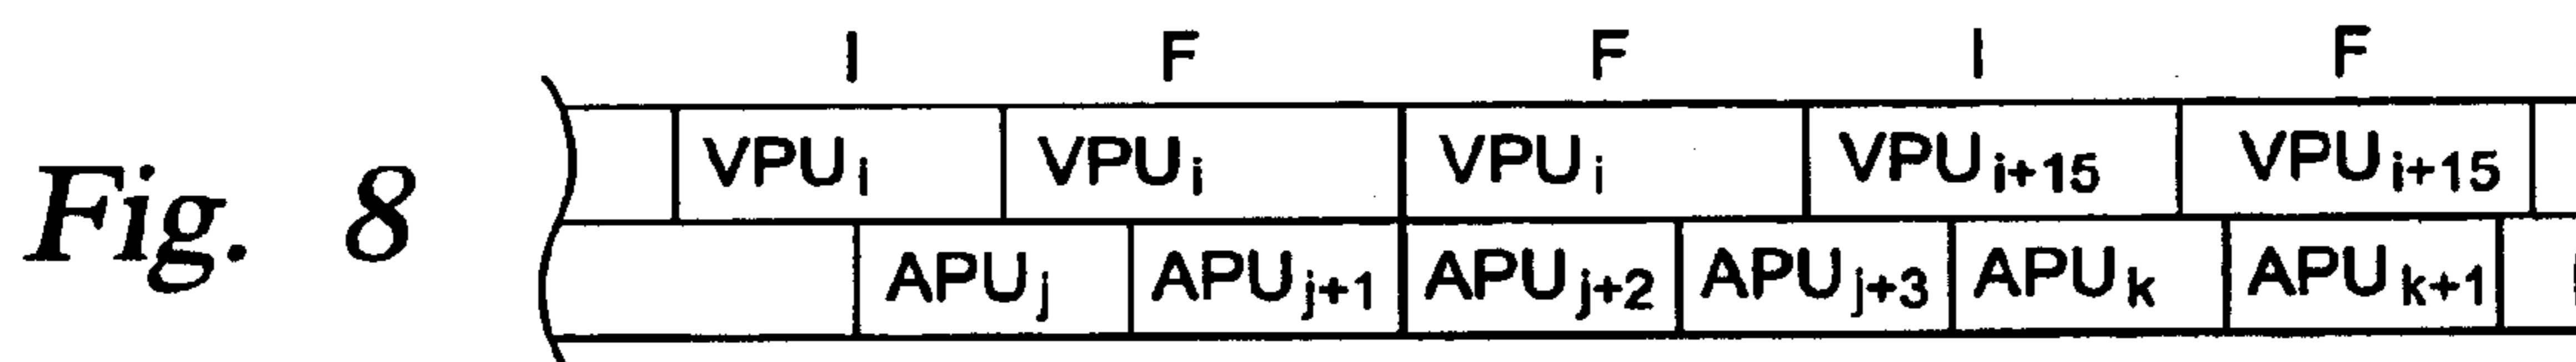 I F F I F
Fig. 8
VPUi VPUi VPUi VPUi+15 VPUi+15
APUj APUj+1 APUj+2 APUj+3 APUk APUk+1